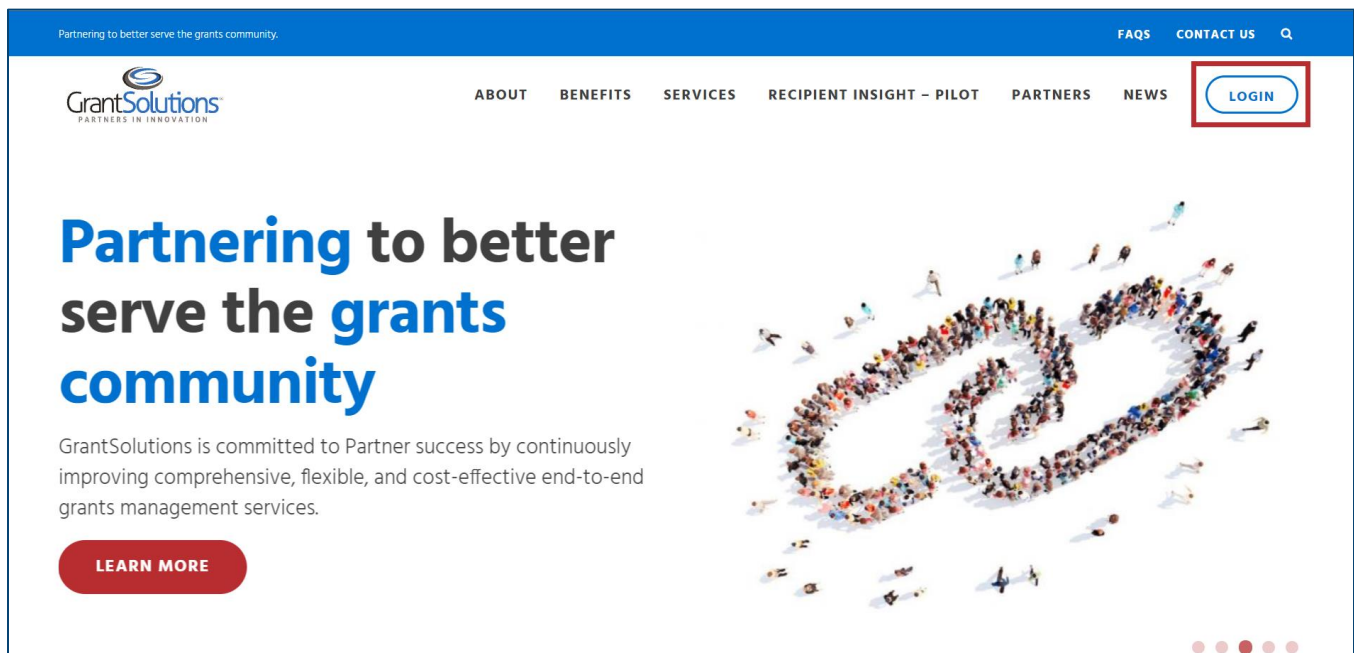 Partnering to better serve the grants community.
FAQS CONTACT US
GrantSolutions
PARTNERS IN INNOVATION
ABOUT BENEFITS SERVICES RECIPIENT INSIGHT – PILOT PARTNERS NEWS LOGIN
Partnering to better
serve the grants
community
GrantSolutions is committed to Partner success by continuously
improving comprehensive, flexible, and cost-effective end-to-end
grants management services.
LEARN MORE